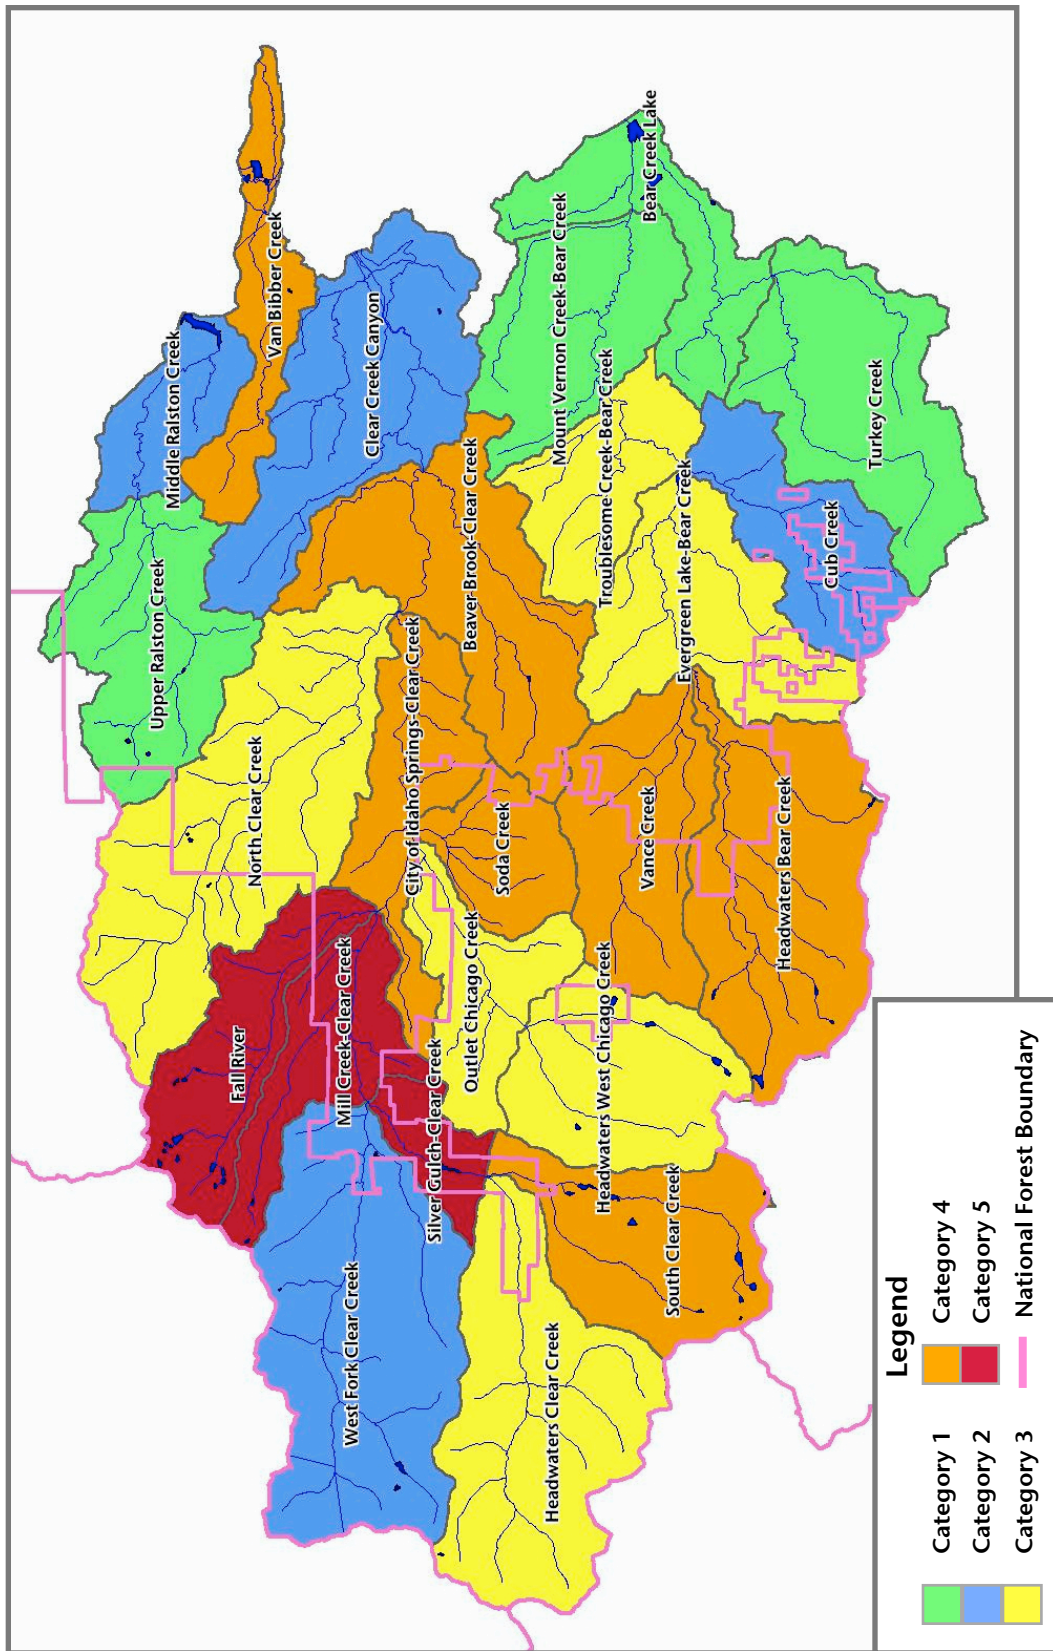 West Fork Clear Creek
Headwaters Clear Creek
South Clear Creek
Silver Gulch-Clear Creek
Fall River
Mill Creek-Clear Creek
Outlet Chicago Creek
Headwaters West Chicago Creek
North Clear Creek
City of Idaho Springs-Clear Creek
Soda Creek
Vance Creek
Headwaters Bear Creek
Upper Ralston Creek
Beaver Brook-Clear Creek
Evergreen Lake-Bear Creek
Troublesome Creek-Bear Creek
Cub Creek
Middle Ralston Creek
Van Bibber Creek
Clear Creek Canyon
Mount Vernon Creek-Bear Creek
Turkey Creek
Bear Creek Lake
Legend
Category 1
Category 2
Category 3
Category 4
Category 5
National Forest Boundary